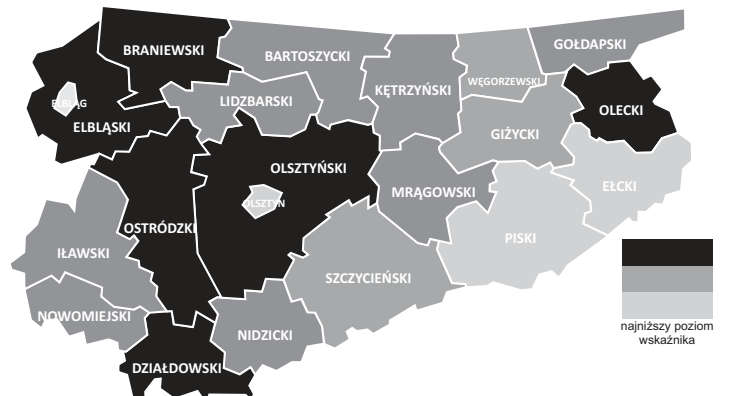 GOŁDAPSKI
BRANIEWSKI
BARTOSZYCKI
WĘGORZEWSKI
KĘTRZYŃSKI
ELBLĄG
LIDZBARSKI
OLECKI
ELBLĄSKI
GIŻYCKI
OLSZTYŃSKI
EŁCKI
MRĄGOWSKI
OLSZTYN
OSTRÓDZKI
PISKI
IŁAWSKI
SZCZYCIEŃSKI
NOWOMIEJSKI
NIDZICKI
DZIAŁDOWSKI
najniższy poziom
wskaźnika